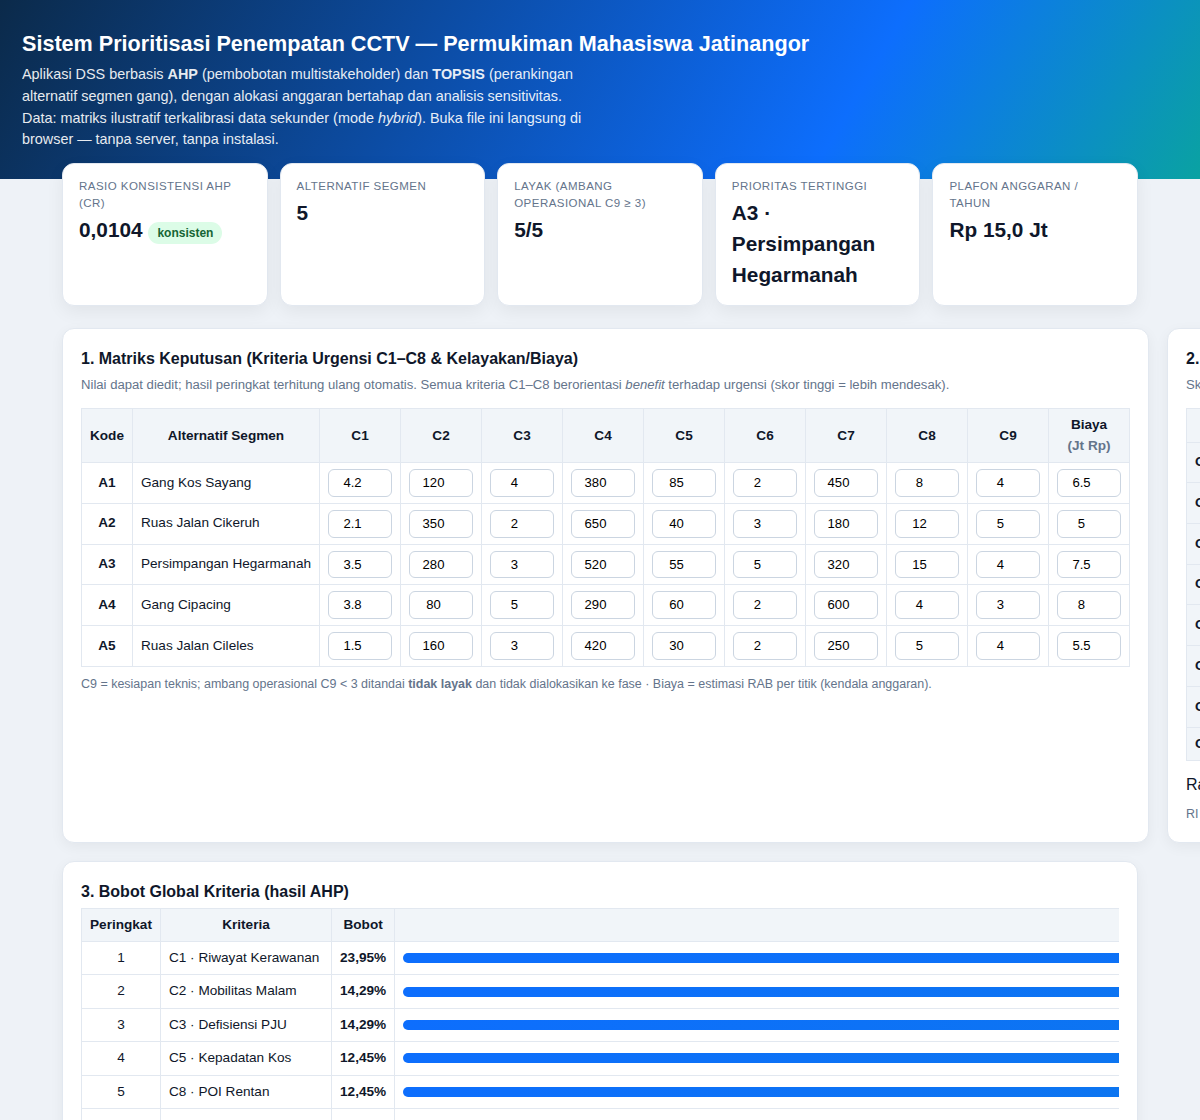 Sistem Prioritisasi Penempatan CCTV — Permukiman Mahasiswa Jatinangor
Aplikasi DSS berbasis AHP (pembobotan multistakeholder) dan TOPSIS (perankingan
alternatif segmen gang), dengan alokasi anggaran bertahap dan analisis sensitivitas.
Data: matriks ilustratif terkalibrasi data sekunder (mode hybrid). Buka file ini langsung di
browser — tanpa server, tanpa instalasi.
RASIO KONSISTENSI AHP
(CR)
0,0104 konsisten
ALTERNATIF SEGMEN
5
LAYAK (AMBANG
OPERASIONAL C9 ≥ 3)
5/5
PRIORITAS TERTINGGI
A3 ·
Persimpangan
Hegarmanah
PLAFON ANGGARAN /
TAHUN
Rp 15,0 Jt
1. Matriks Keputusan (Kriteria Urgensi C1–C8 & Kelayakan/Biaya)
Nilai dapat diedit; hasil peringkat terhitung ulang otomatis. Semua kriteria C1–C8 berorientasi benefit terhadap urgensi (skor tinggi = lebih mendesak).
Kode Alternatif Segmen C1 C2 C3 C4 C5 C6 C7 C8 C9 Biaya (Jt Rp)
A1 Gang Kos Sayang 4.2 120 4 380 85 2 450 8 4 6.5
A2 Ruas Jalan Cikeruh 2.1 350 2 650 40 3 180 12 5 5
A3 Persimpangan Hegarmanah 3.5 280 3 520 55 5 320 15 4 7.5
A4 Gang Cipacing 3.8 80 5 290 60 2 600 4 3 8
A5 Ruas Jalan Cileles 1.5 160 3 420 30 2 250 5 4 5.5
C9 = kesiapan teknis; ambang operasional C9 < 3 ditandai tidak layak dan tidak dialokasikan ke fase · Biaya = estimasi RAB per titik (kendala anggaran).
2.
3. Bobot Global Kriteria (hasil AHP)
Peringkat Kriteria Bobot
1 C1 · Riwayat Kerawanan 23,95%
2 C2 · Mobilitas Malam 14,29%
3 C3 · Defisiensi PJU 14,29%
4 C5 · Kepadatan Kos 12,45%
5 C8 · POI Rentan 12,45%